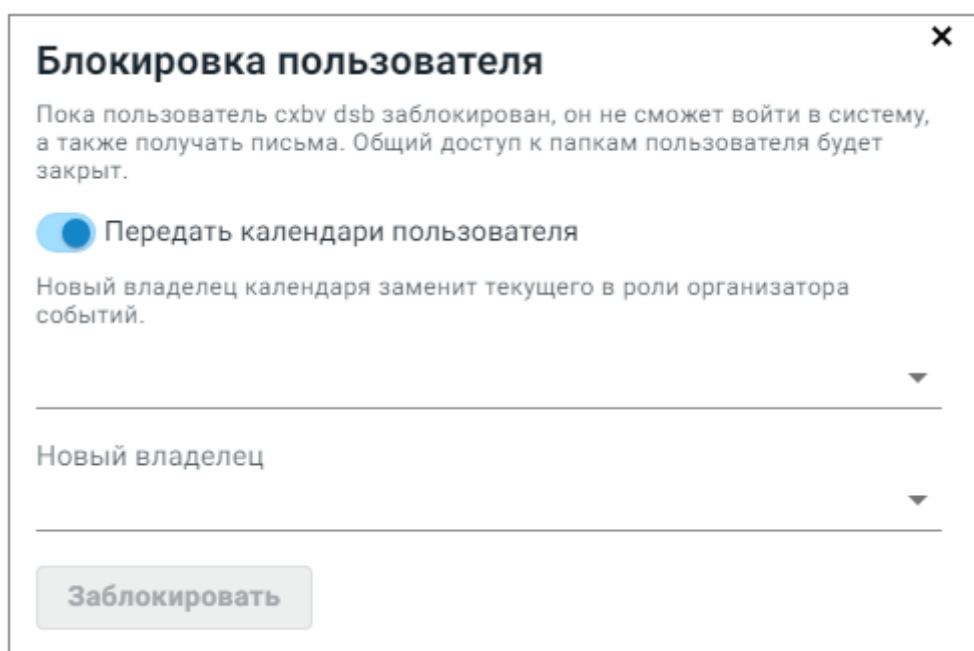 Блокировка пользователя
Пока пользователь cxbv dsb заблокирован, он не сможет войти в систему,
а также получать письма. Общий доступ к папкам пользователя будет
закрыт.
Передать календари пользователя
Новый владелец календаря заменит текущего в роли организатора
событий.
Новый владелец
Заблокировать